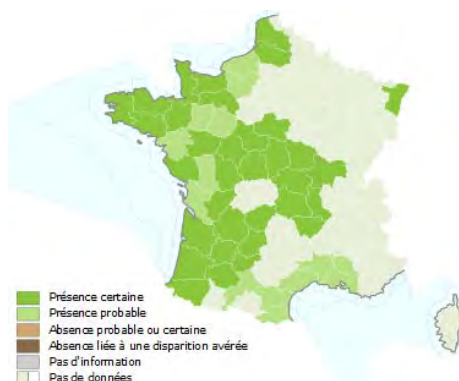 Présence certaine
Présence probable
Absence probable ou certaine
Absence liée à une disparition avérée
Pas d'information
Pas de données